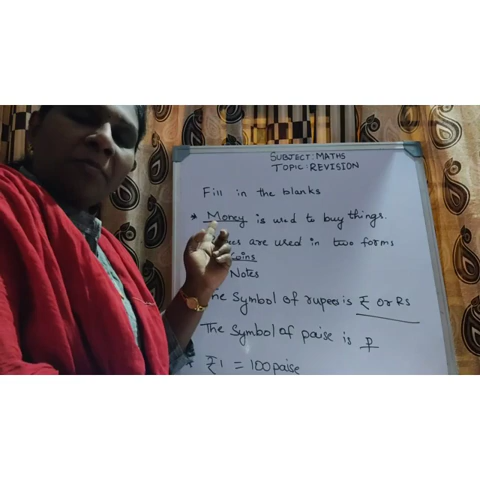 SUBJECT: MATHS
TOPIC: REVISION
Fill in the blanks
* Money is used to buy things.
are used in two forms
Coins
Notes
The Symbol of rupees is ₹ or Rs
The Symbol of paise is P
* ₹1 = 100 paise